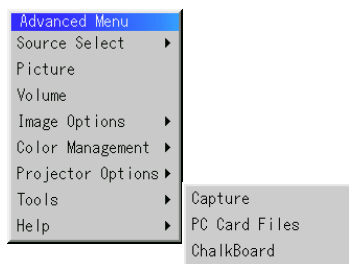 Advanced Menu
Source Select
Picture
Volume
Image Options
Color Management
Projector Options
Tools
Help
Capture
PC Card Files
ChalkBoard